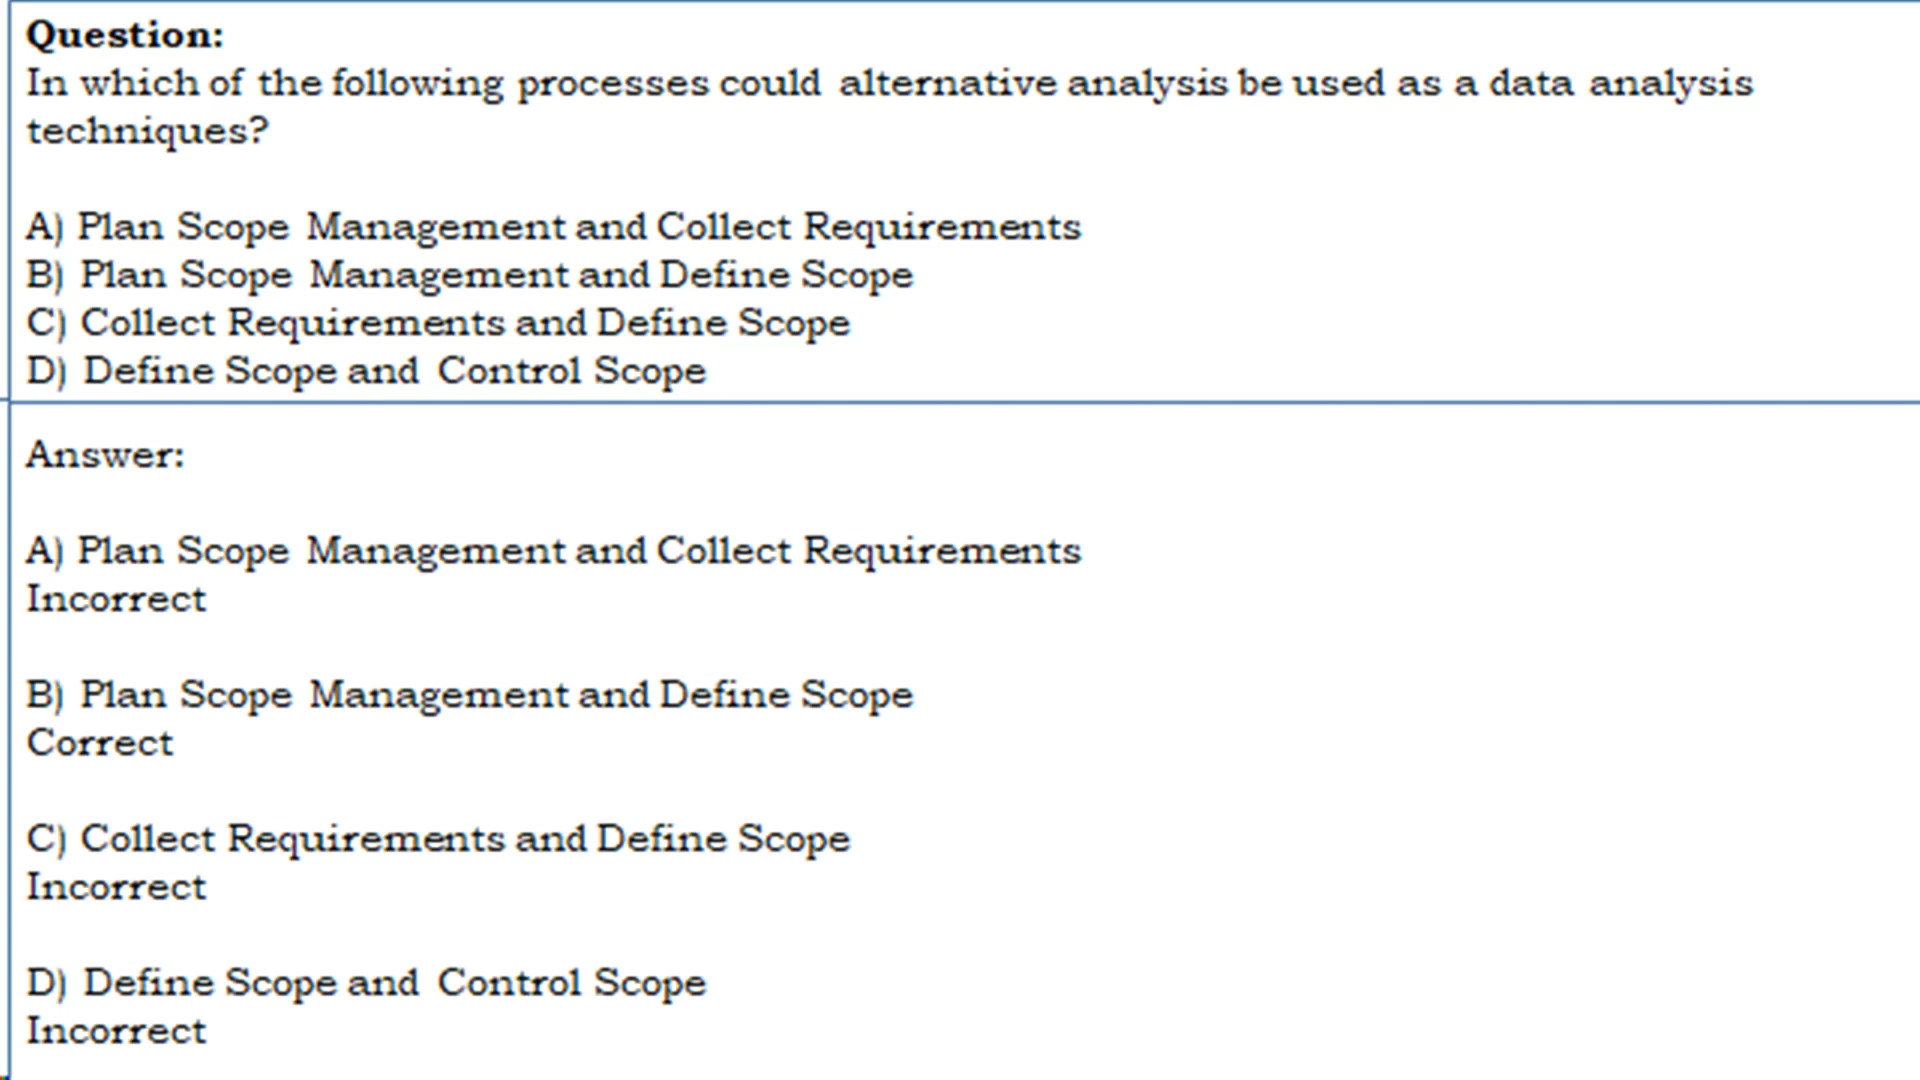 Question:
In which of the following processes could alternative analysis be used as a data analysis
techniques?
A) Plan Scope Management and Collect Requirements
B) Plan Scope Management and Define Scope
C) Collect Requirements and Define Scope
D) Define Scope and Control Scope
Answer:
A) Plan Scope Management and Collect Requirements
Incorrect
B) Plan Scope Management and Define Scope
Correct
C) Collect Requirements and Define Scope
Incorrect
D) Define Scope and Control Scope
Incorrect